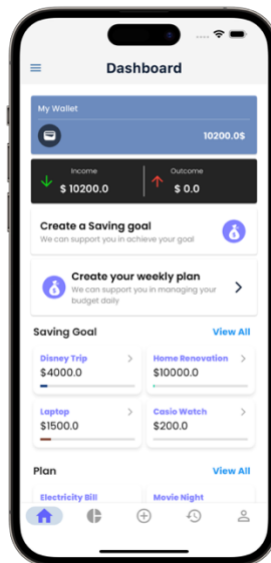 Dashboard
My Wallet
10200.0$
Income
Outcome
$ 10200.0
$ 0.0
Create a Saving goal
We can support you in achieve your goal
Create your weekly plan
We can support you in managing your
budget daily
Saving Goal View All
Disney Trip
$4000.0
Home Renovation
$10000.0
Laptop
$1500.0
Casio Watch
$200.0
Plan View All
Electricity Bill
Movie Night